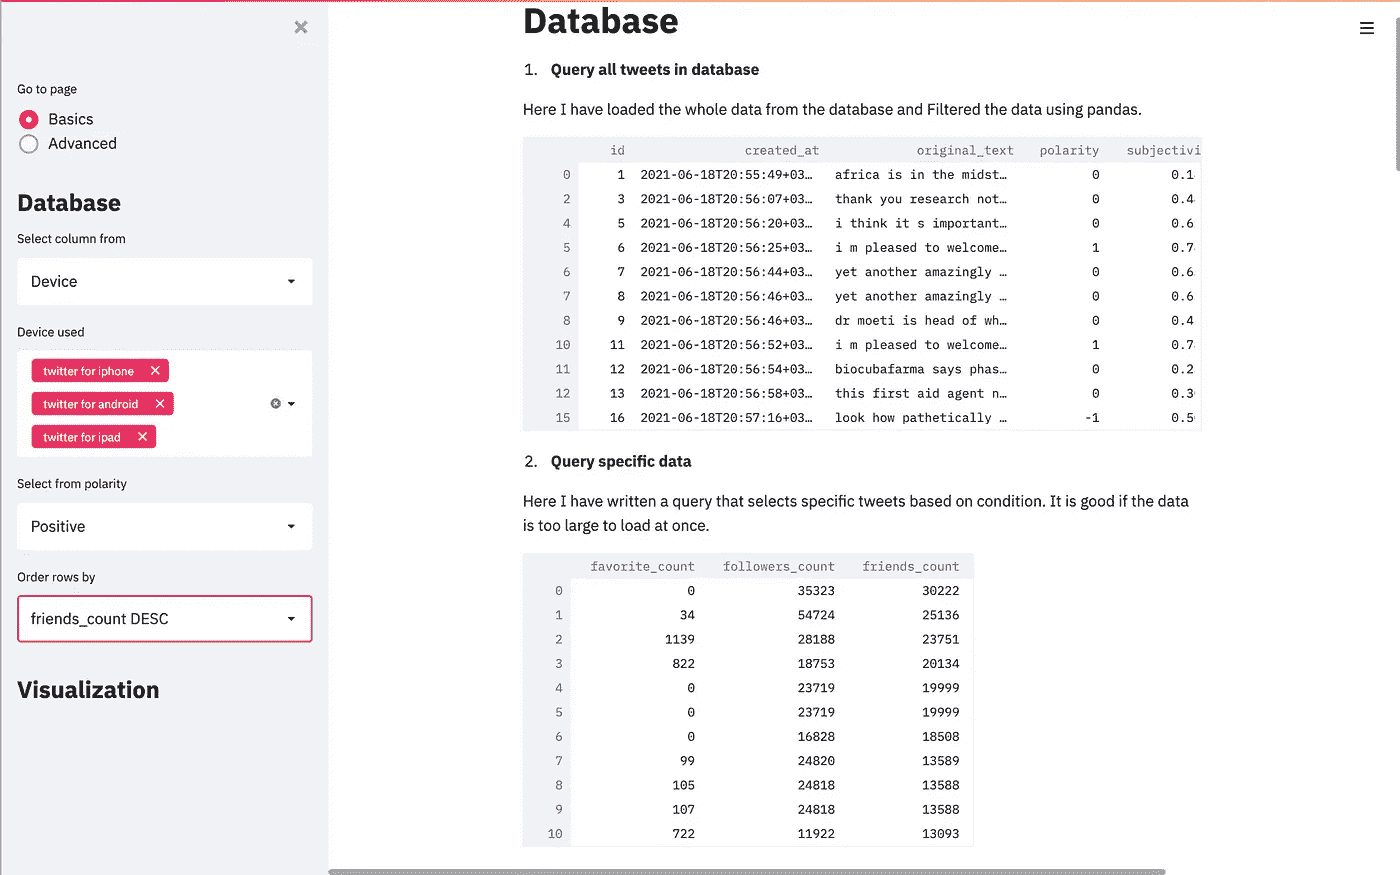 Go to page
Basics
Advanced
Database
Select column from
Device
Device used
twitter for iphone
twitter for android
twitter for ipad
Select from polarity
Positive
Order rows by
friends_count DESC
Visualization
Database
1. Query all tweets in database
Here I have loaded the whole data from the database and Filtered the data using pandas.
id created_at original_text polarity subjectivi
0 1 2021-06-18T20:55:49+03… africa is in the midst… 0 0.1
2 3 2021-06-18T20:56:07+03… thank you research not… 0 0.4
4 5 2021-06-18T20:56:20+03… i think it s important… 0 0.6
5 6 2021-06-18T20:56:25+03… i m pleased to welcome… 1 0.7
6 7 2021-06-18T20:56:44+03… yet another amazingly … 0 0.6
7 8 2021-06-18T20:56:46+03… yet another amazingly … 0 0.6
8 9 2021-06-18T20:56:46+03… dr moeti is head of wh… 0 0.4
10 11 2021-06-18T20:56:52+03… i m pleased to welcome… 1 0.7
11 12 2021-06-18T20:56:54+03… biocubafarma says phas… 0 0.2
12 13 2021-06-18T20:56:58+03… this first aid agent n… 0 0.3
15 16 2021-06-18T20:57:16+03… look how pathetically … -1 0.5
2. Query specific data
Here I have written a query that selects specific tweets based on condition. It is good if the data
is too large to load at once.
favorite_count followers_count friends_count
0 0 35323 30222
1 34 54724 25136
2 1139 28188 23751
3 822 18753 20134
4 0 23719 19999
5 0 23719 19999
6 0 16828 18508
7 99 24820 13589
8 105 24818 13588
9 107 24818 13588
10 722 11922 13093